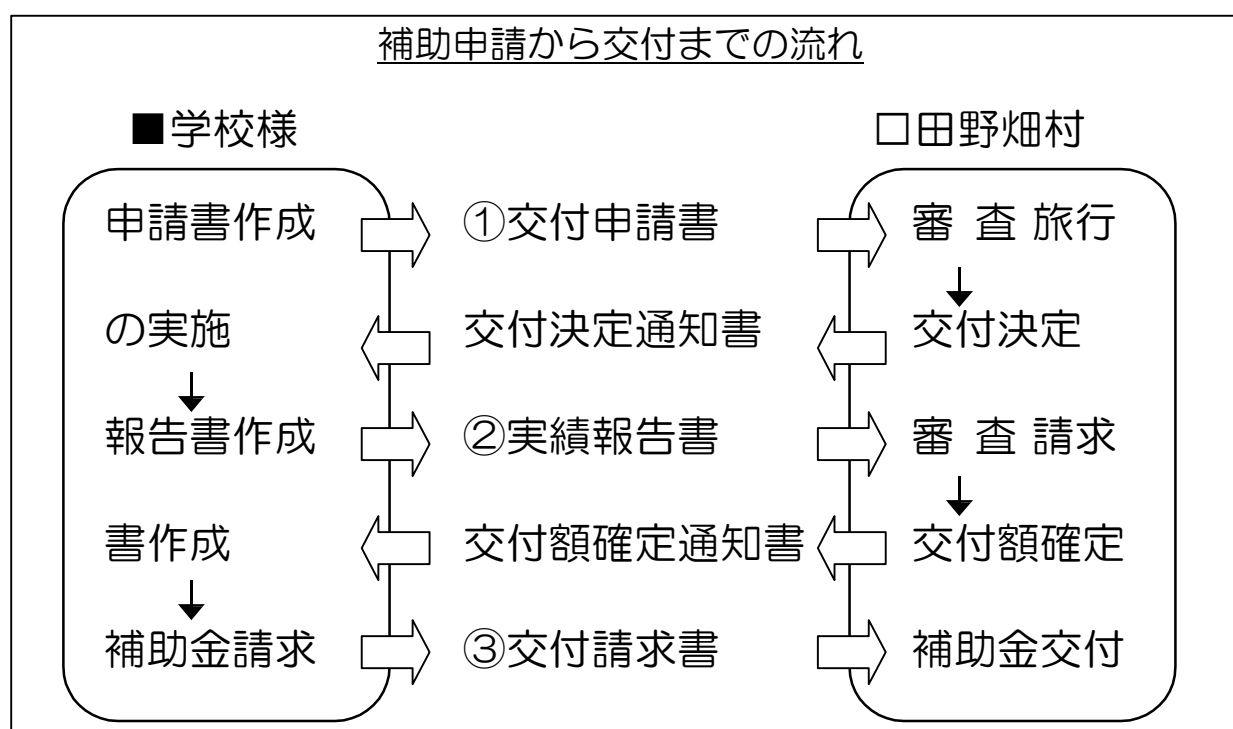 補助申請から交付までの流れ
■学校様 □田野畑村
申請書作成 ①交付申請書 審 査 旅行
の実施 交付決定通知書 交付決定
報告書作成 ②実績報告書 審 査 請求
書作成 交付額確定通知書 交付額確定
補助金請求 ③交付請求書 補助金交付